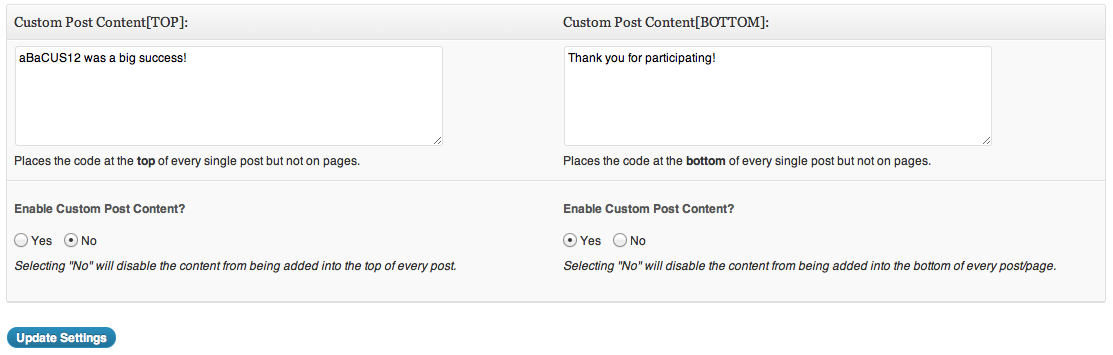 Custom Post Content[TOP]: Custom Post Content[BOTTOM]:
aBaCUS12 was a big success! Thank you for participating!
Places the code at the top of every single post but not on pages. Places the code at the bottom of every single post but not on pages.
Enable Custom Post Content? Enable Custom Post Content?
Yes No Yes No
Selecting "No" will disable the content from being added into the top of every post. Selecting "No" will disable the content from being added into the bottom of every post/page.
Update Settings